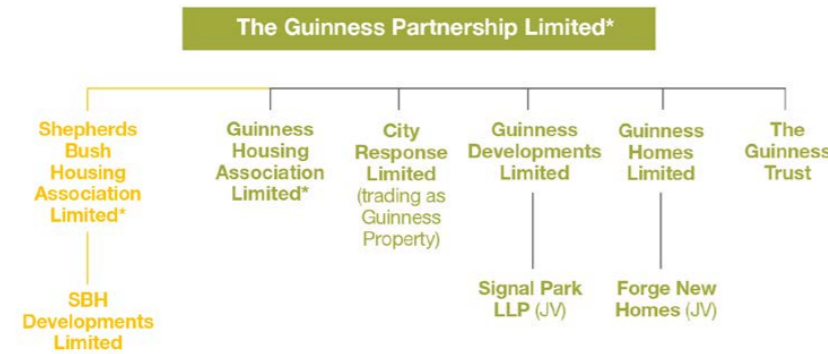 The Guinness Partnership Limited*
Shepherds
Bush
Housing
Association
Limited*
Guinness
Housing
Association
Limited*
City
Response
Limited
(trading as
Guinness
Property)
Guinness
Developments
Limited
Guinness
Homes
Limited
The
Guinness
Trust
SBH
Developments
Limited
Signal Park
LLP (JV)
Forge New
Homes (JV)